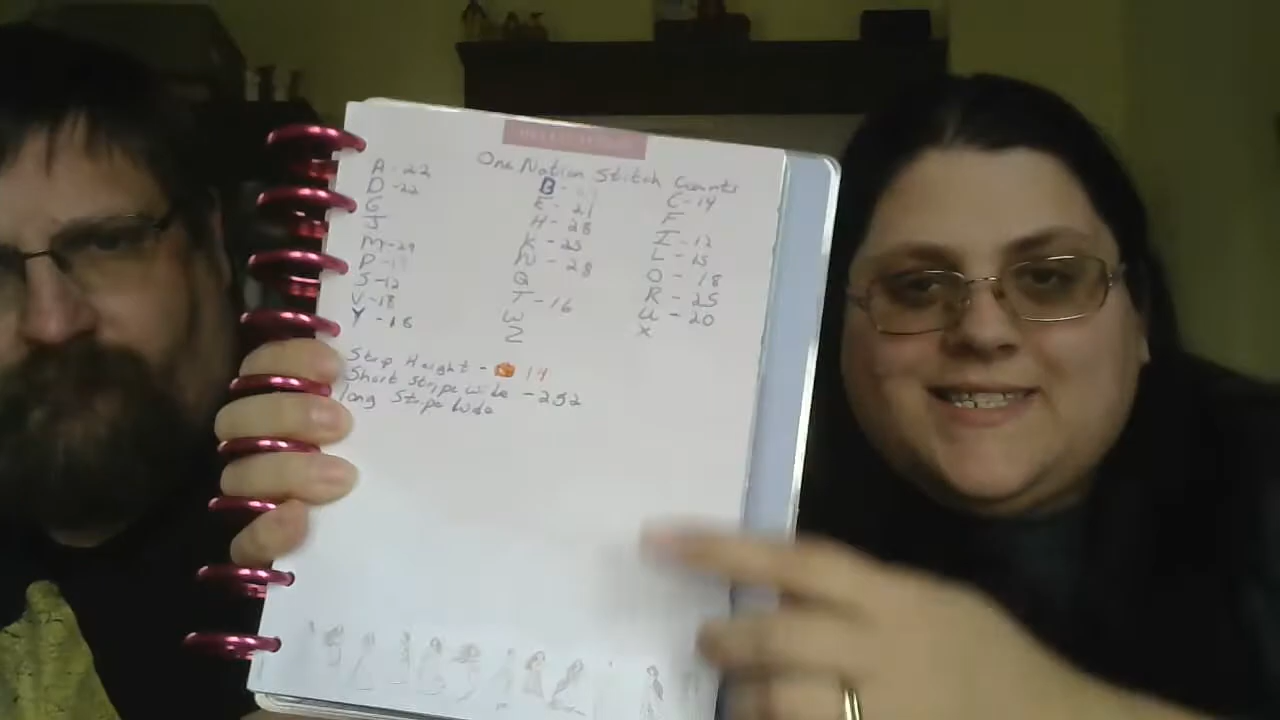 One Nation Stitch Counts
A - 22 B - C - 14
D - 22 E - 21 F
G H - 28 I - 12
J K - 25 L - 15
M - 29 N - 28 O - 18
P - Q R - 25
S - 12 T - 16 U - 20
V - 18 W X
Y - 18 Z
Strip Height - 14
Short stripe wide - 252
long Stripe wide